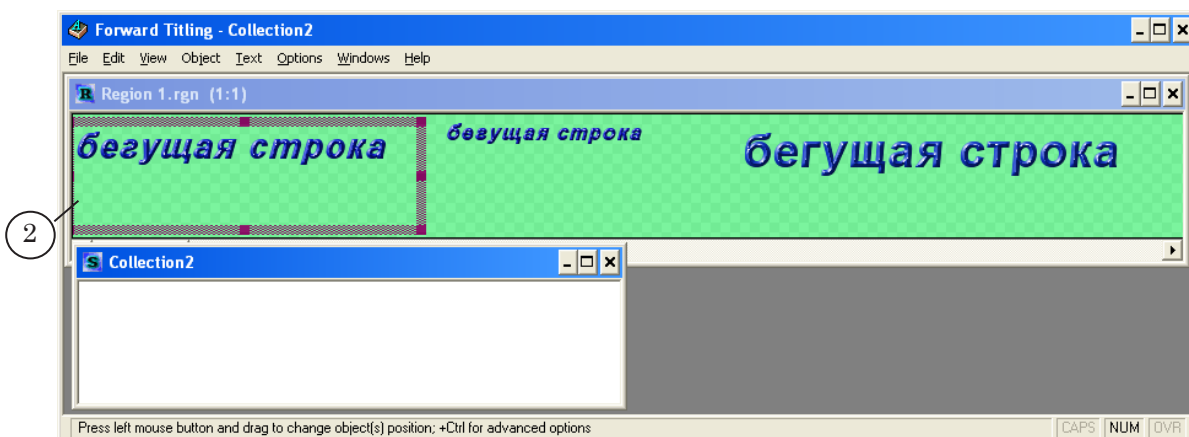 Forward Titling - Collection2
File Edit View Object Text Options Windows Help
Region 1.rgn (1:1)
бегущая строка
бегущая строка
бегущая строка
2
Collection2
Press left mouse button and drag to change object(s) position; +Ctrl for advanced options
CAPS NUM OVR